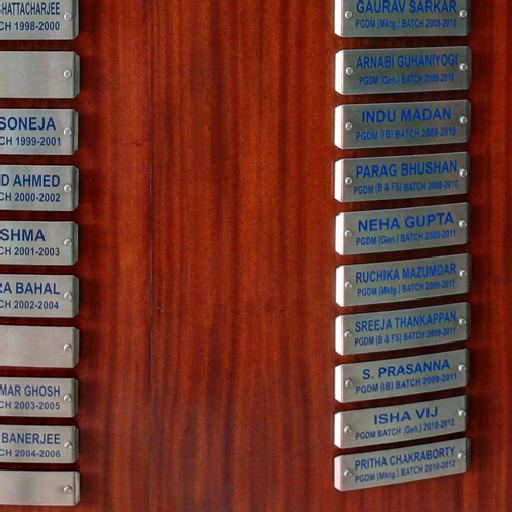 HATTACHARJEE
CH 1998-2000
SONEJA
CH 1999-2001
D AHMED
CH 2000-2002
SHMA
CH 2001-2003
RA BAHAL
CH 2002-2004
MAR GHOSH
CH 2003-2005
BANERJEE
CH 2004-2006
GAURAV SARKAR
PGDM (Mktg.) BATCH 2008-2010
ARNABI GUHANIYOGI
PGDM (Gen.) BATCH 2008-2010
INDU MADAN
PGDM (IB) BATCH 2008-2010
PARAG BHUSHAN
PGDM (B & FS) BATCH 2008-2010
NEHA GUPTA
PGDM (Gen.) BATCH 2009-2011
RUCHIKA MAZUMDAR
PGDM (Mktg.) BATCH 2009-2011
SREEJA THANKAPPAN
PGDM (B & FS) BATCH 2009-2011
S. PRASANNA
PGDM (IB) BATCH 2009-2011
ISHA VIJ
PGDM BATCH (Gen.) 2010-2012
PRITHA CHAKRABORTY
PGDM (Mktg.) BATCH 2010-2012